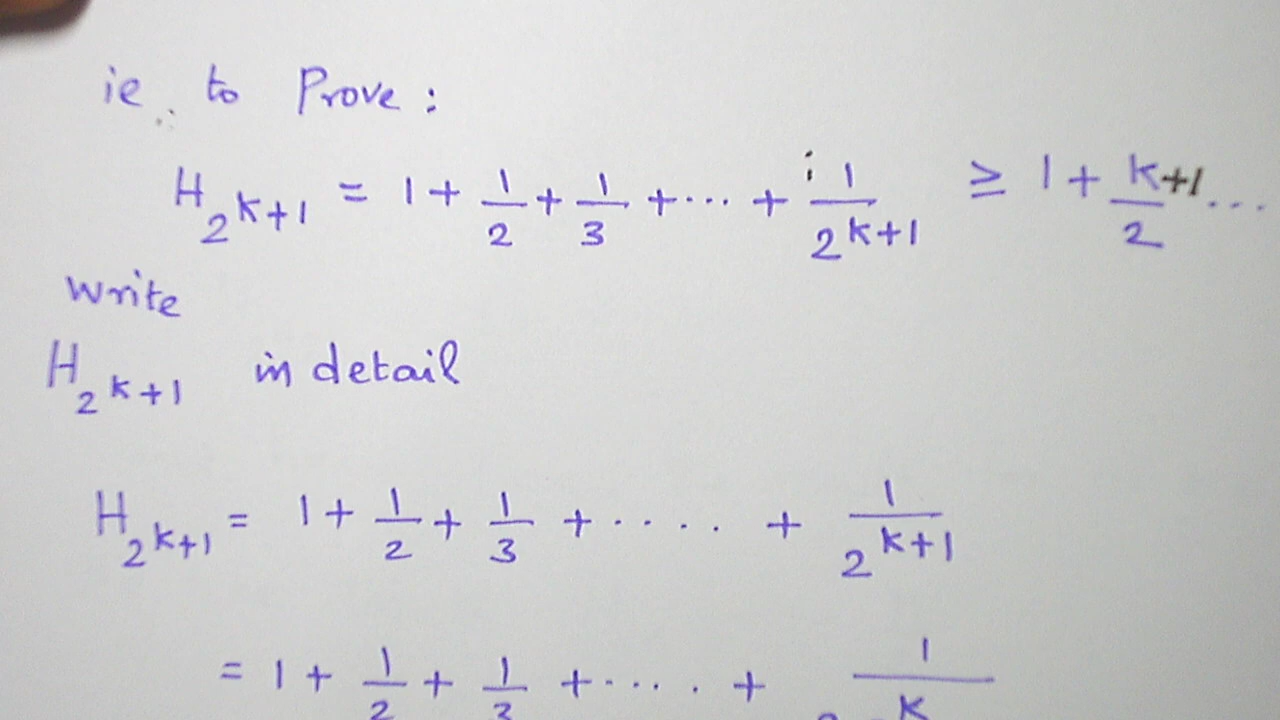 ie. to Prove :
H_{2^{k+1}} = 1 + 1/2 + 1/3 + ... + 1/2^{k+1} ≥ 1 + (k+1)/2 ...
write
H_{2^{k+1}} in detail
H_{2^{k+1}} = 1 + 1/2 + 1/3 + .... + 1/2^{k+1}
= 1 + 1/2 + 1/3 + .... + 1/2^{k}